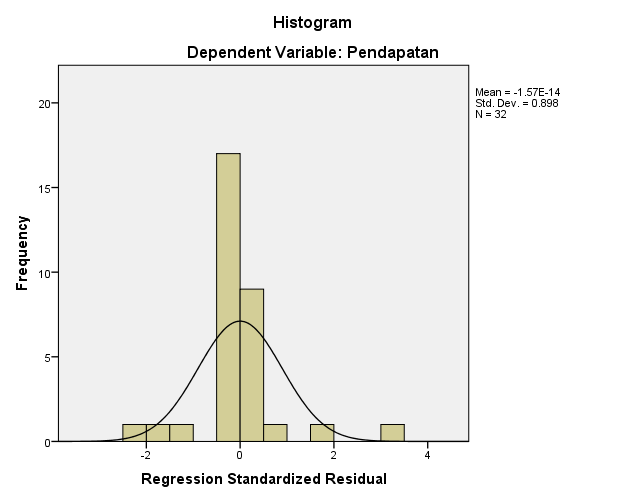 Histogram
Dependent Variable: Pendapatan
Mean = -1.57E-14
Std. Dev. = 0.898
N = 32
20
15
10
5
0
Frequency
-2
0
2
4
Regression Standardized Residual